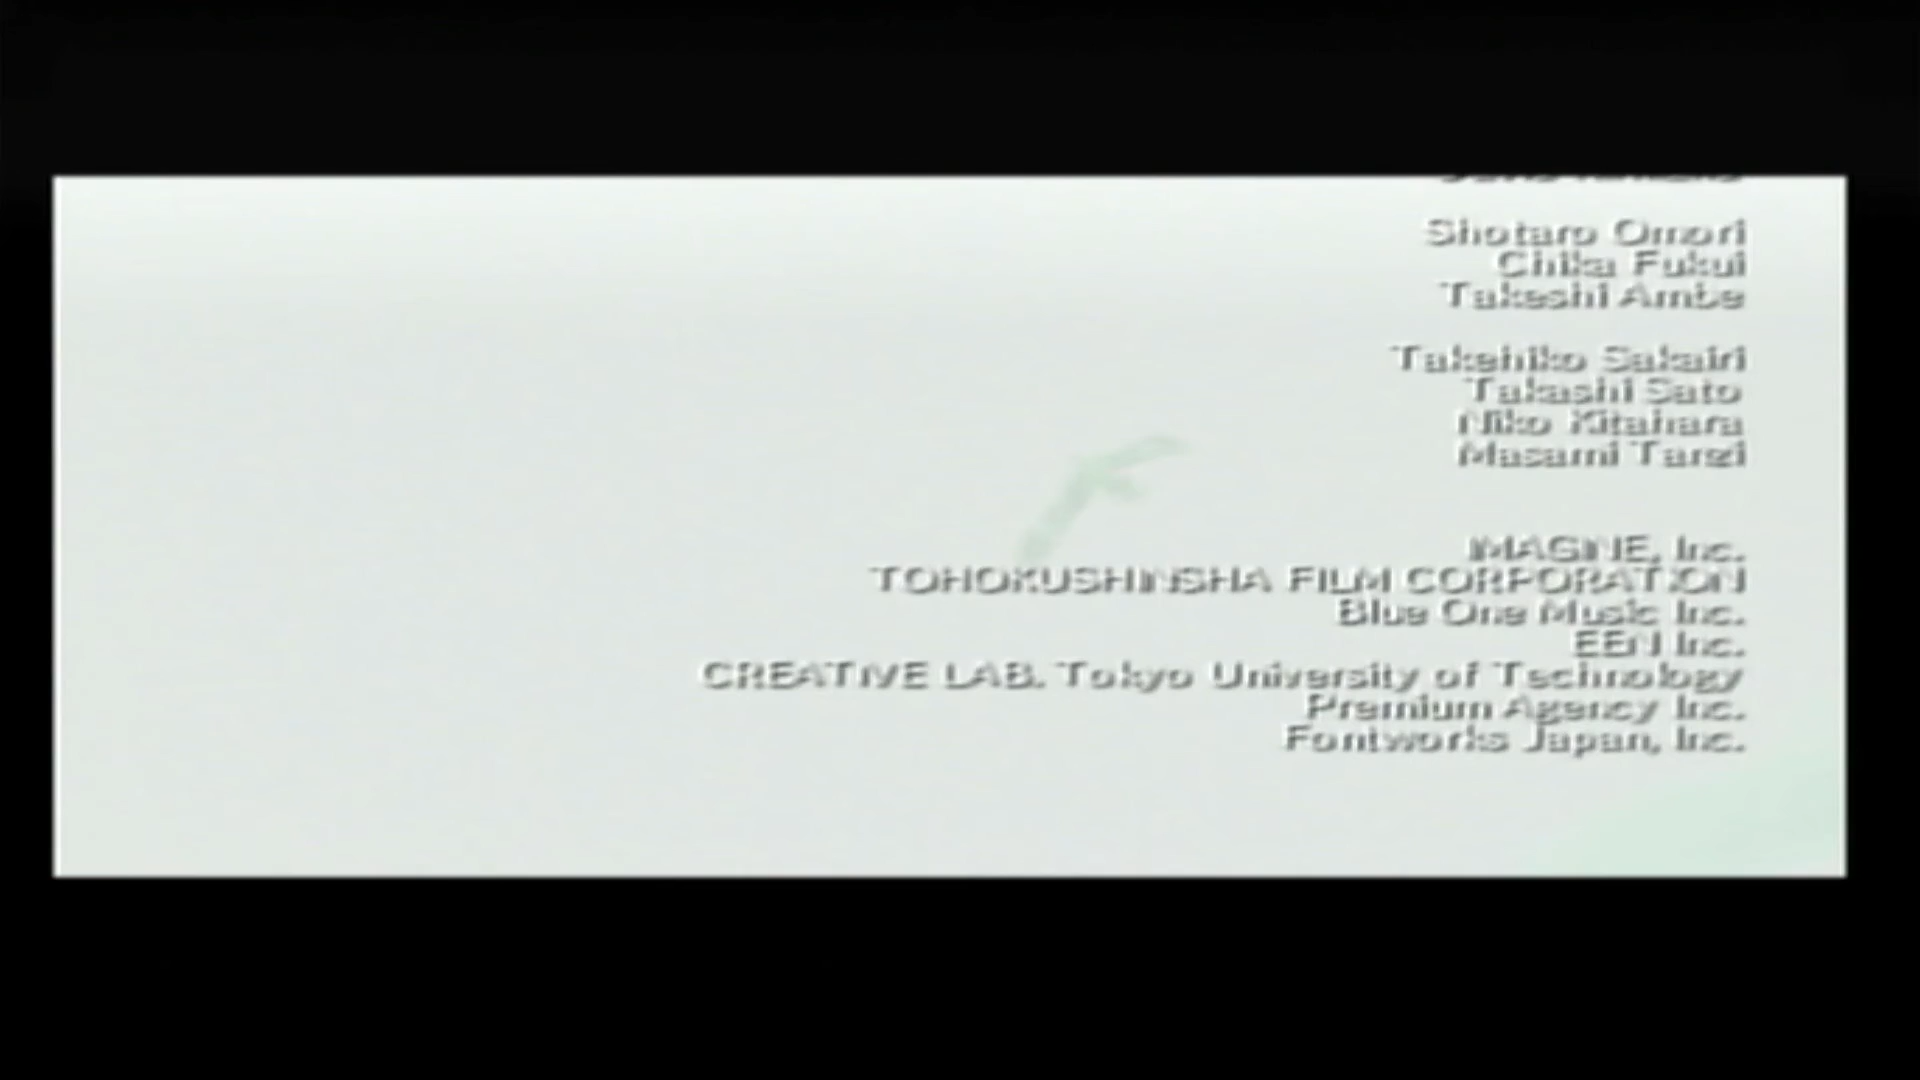 Shotaro Omori
Chika Fukui
Takeshi Ambe
Takehiko Sakairi
Takashi Sato
Niko Kitahara
Masami Targi
IMAGINE, Inc.
TOHOKUSHINSHA FILM CORPORATION
Blue One Music Inc.
EEN Inc.
CREATIVE LAB. Tokyo University of Technology
Premium Agency Inc.
Fontworks Japan, Inc.